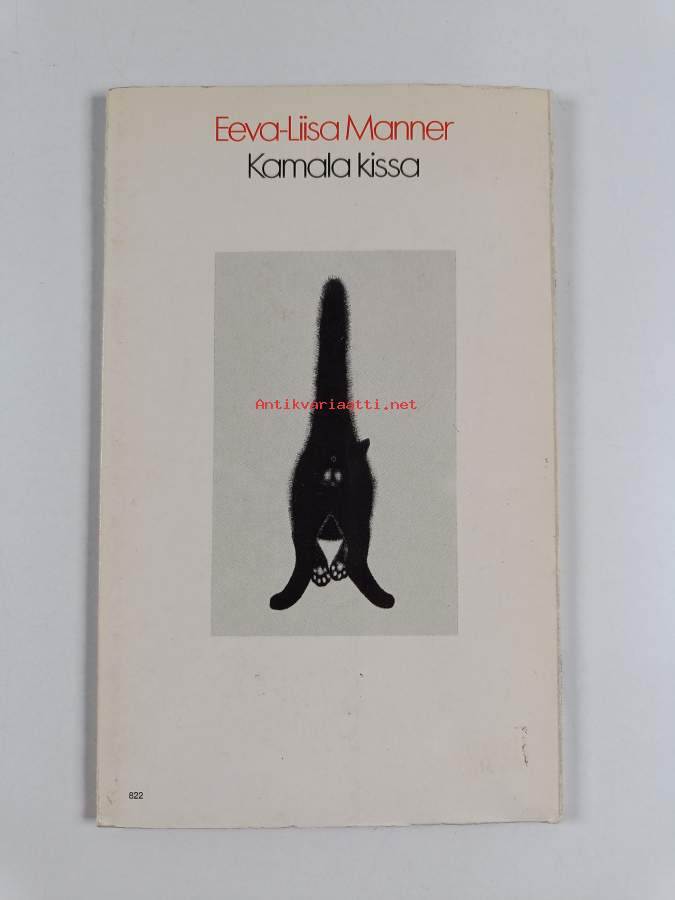 Eeva-Liisa Manner
Kamala kissa
Antikvariaatti.net
822